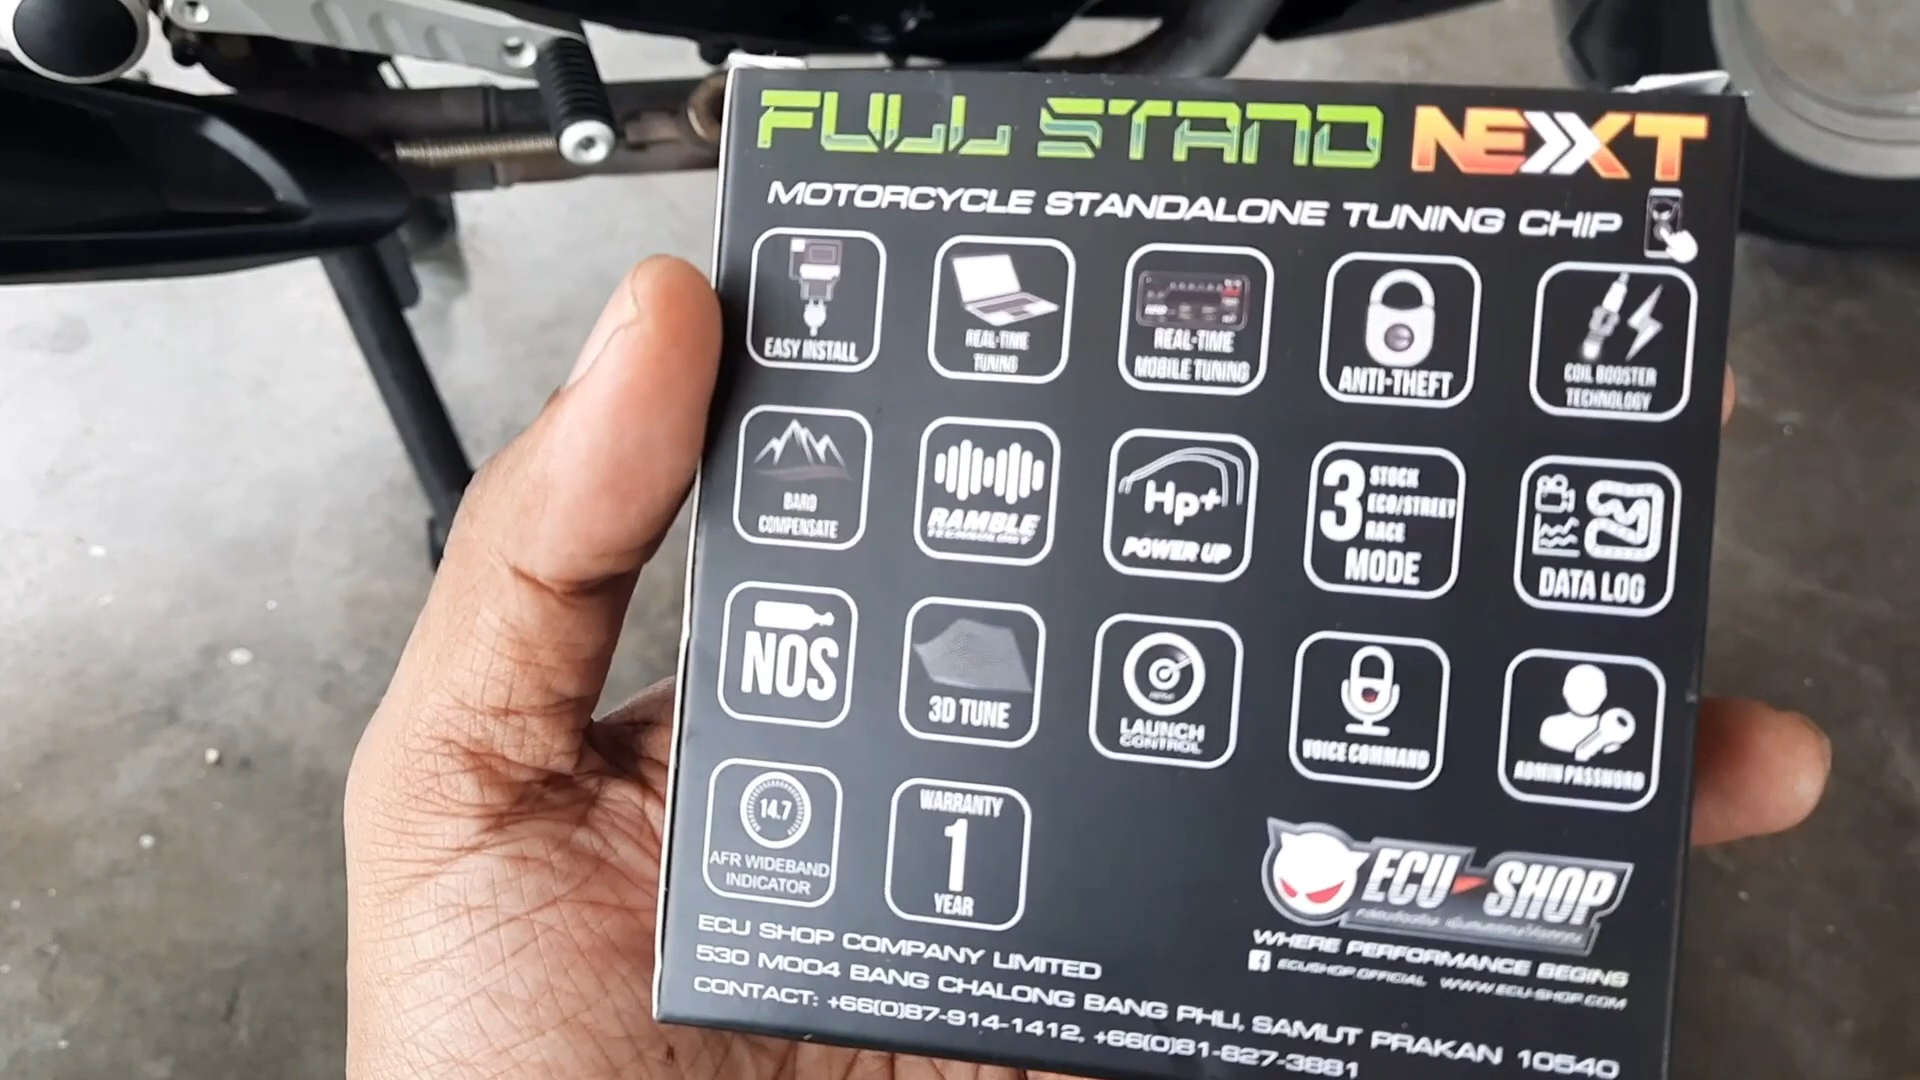 FULL STAND NEXT
MOTORCYCLE STANDALONE TUNING CHIP
EASY INSTALL
REAL-TIME
TUNING
REAL-TIME
MOBILE TUNING
ANTI-THEFT
COIL BOOSTER
TECHNOLOGY
BARO
COMPENSATE
RAMBLE
TECHNOLOGY
Hp+
POWER UP
3 STOCK
ECO/STREET
RACE
MODE
DATA LOG
NOS
3D TUNE
LAUNCH
CONTROL
VOICE COMMAND
ADMIN PASSWORD
14.7
AFR WIDEBAND
INDICATOR
WARRANTY
1
YEAR
ECU-SHOP
WHERE PERFORMANCE BEGINS
ECUSHOP.OFFICIAL WWW.ECU-SHOP.COM
ECU SHOP COMPANY LIMITED
530 MOO4 BANG CHALONG BANG PHLI, SAMUT PRAKAN 10540
CONTACT: +66(0)87-914-1412, +66(0)81-827-3881